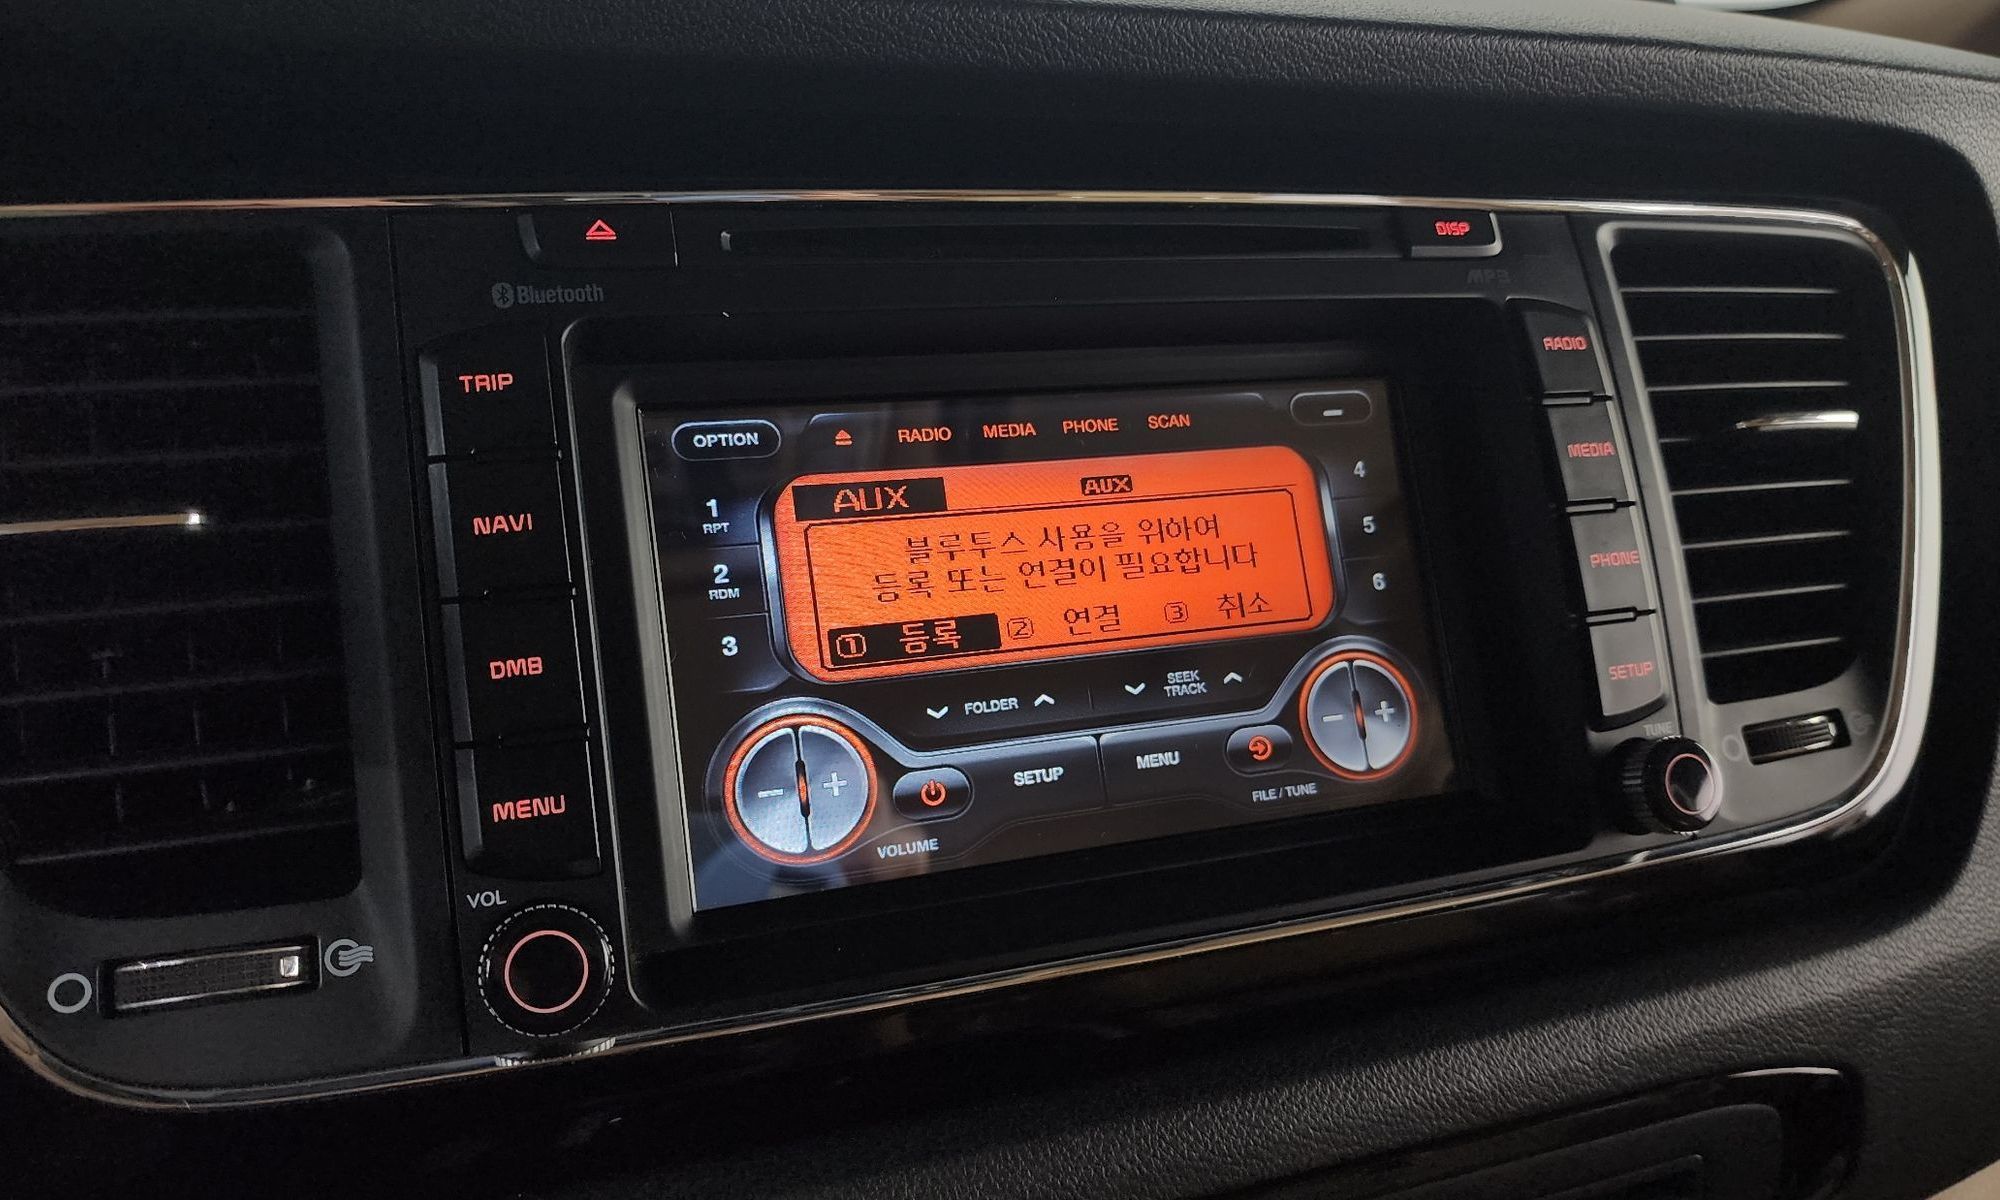 DISP
Bluetooth
MP3
TRIP
NAVI
DMB
MENU
VOL
OPTION
RADIO MEDIA PHONE SCAN
1
RPT
2
RDM
3
AUX AUX
블루투스 사용을 위하여
등록 또는 연결이 필요합니다
1 등록 2 연결 3 취소
4
5
6
FOLDER
SEEK
TRACK
SETUP
MENU
VOLUME
FILE / TUNE
RADIO
MEDIA
PHONE
SETUP
TUNE